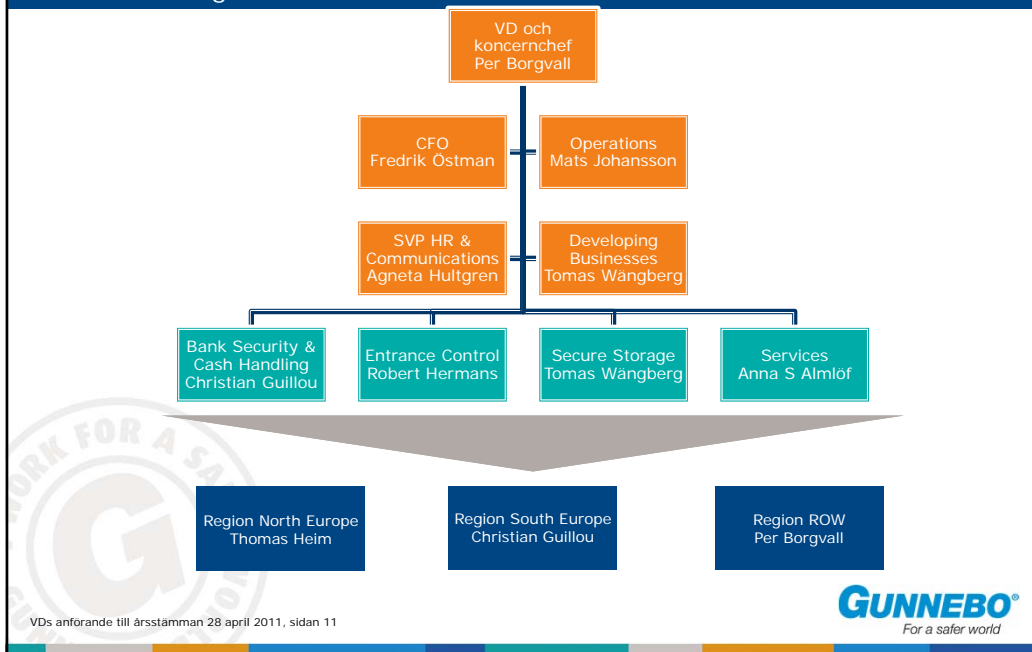 VD och
koncernchef
Per Borgvall
CFO
Fredrik Östman
Operations
Mats Johansson
SVP HR &
Communications
Agneta Hultgren
Developing
Businesses
Tomas Wängberg
Bank Security &
Cash Handling
Christian Guillou
Entrance Control
Robert Hermans
Secure Storage
Tomas Wängberg
Services
Anna S Almlöf
Region North Europe
Thomas Heim
Region South Europe
Christian Guillou
Region ROW
Per Borgvall
VDs anförande till årsstämman 28 april 2011, sidan 11
GUNNEBO®
For a safer world